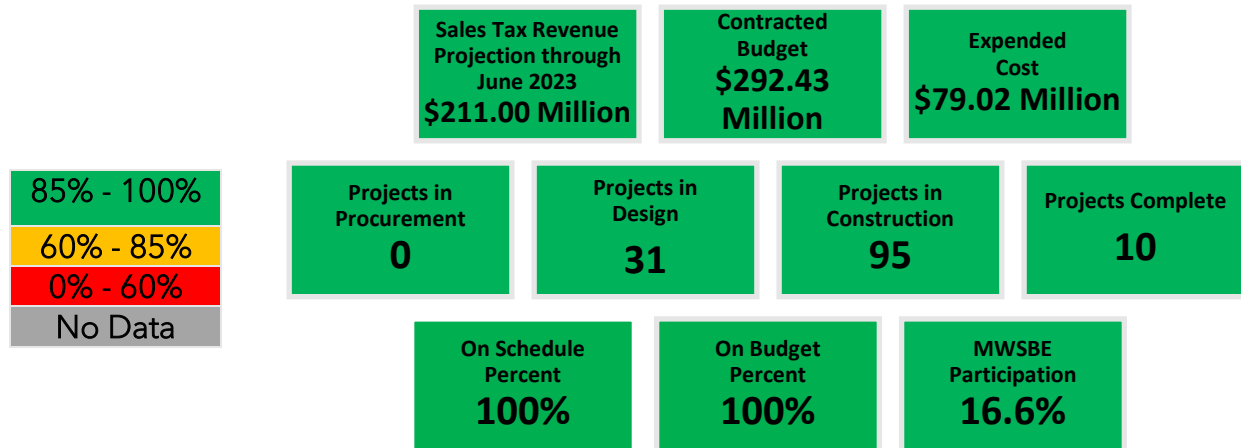 Sales Tax Revenue
Projection through
June 2023
$211.00 Million
Contracted
Budget
$292.43
Million
Expended
Cost
$79.02 Million
85% - 100%
60% - 85%
0% - 60%
No Data
Projects in
Procurement
0
Projects in
Design
31
Projects in
Construction
95
Projects Complete
10
On Schedule
Percent
100%
On Budget
Percent
100%
MWSBE
Participation
16.6%